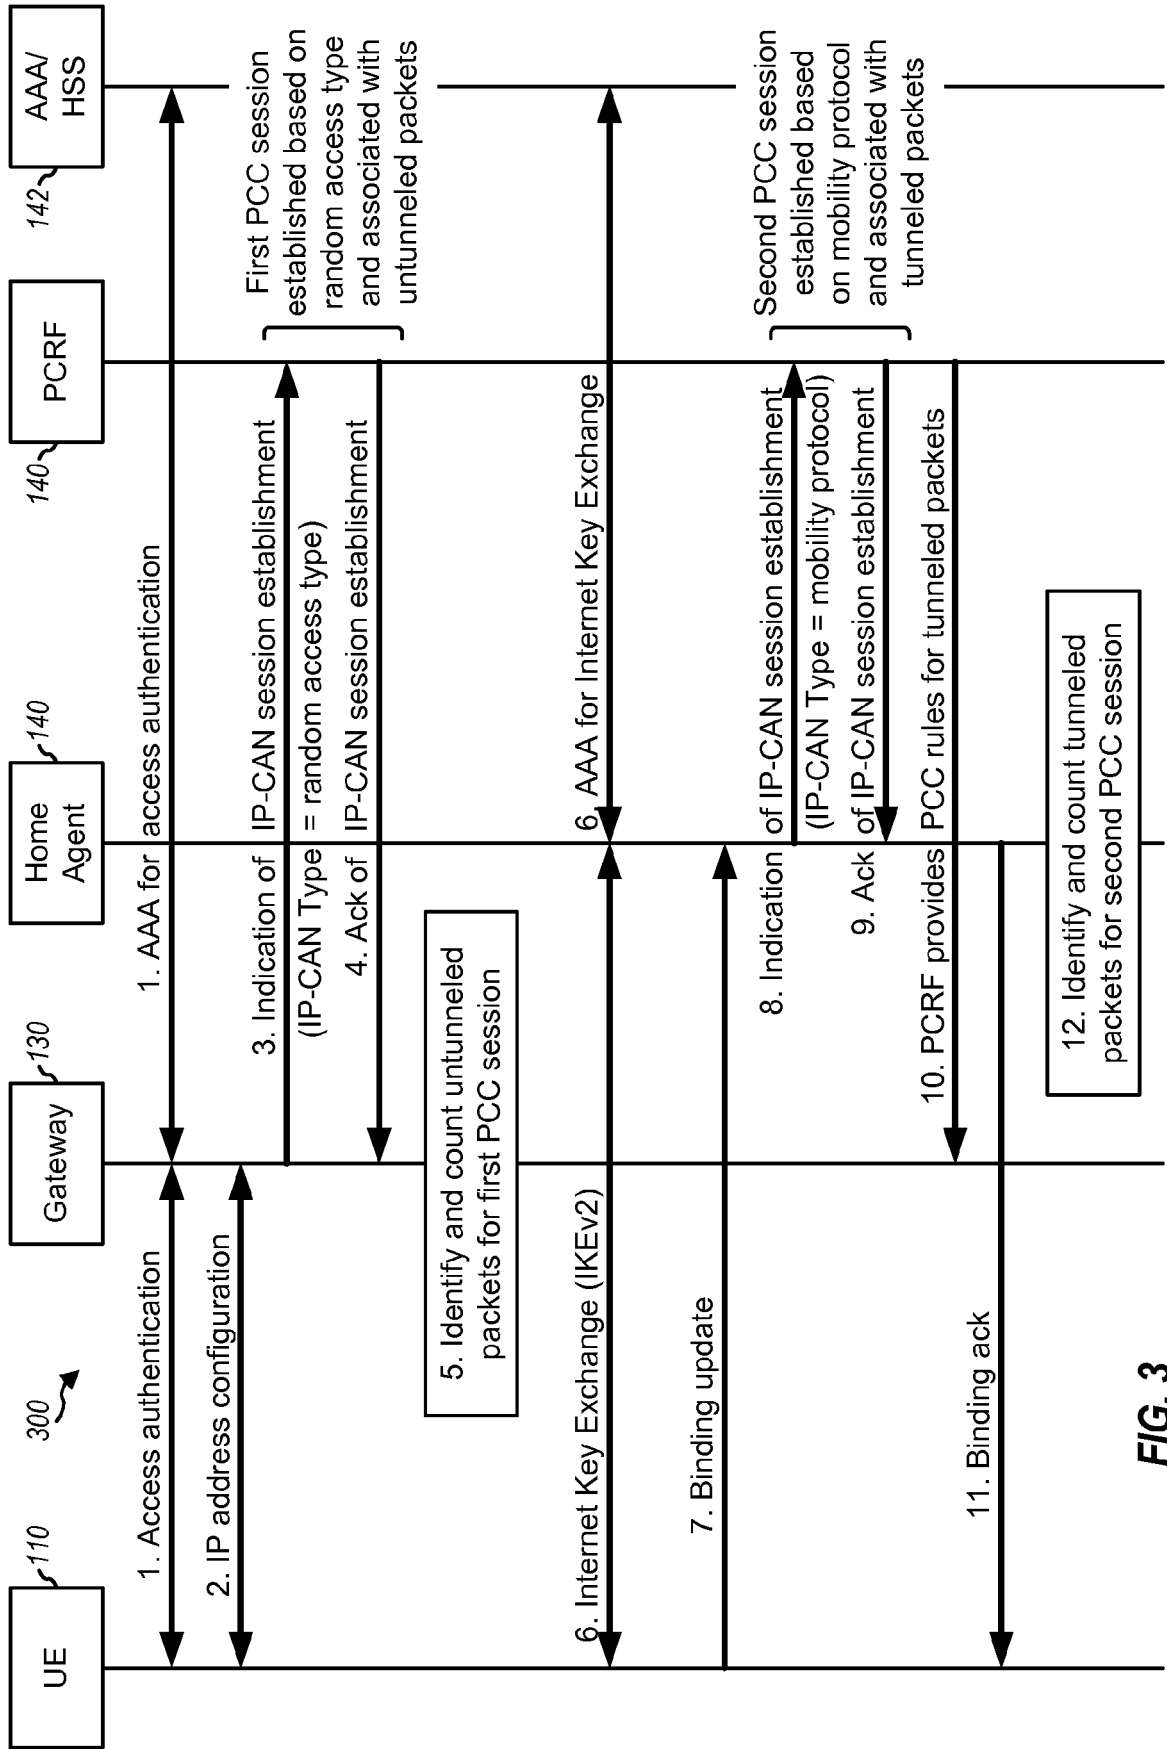 300
UE
110
Gateway
130
Home
Agent
140
PCRF
140
AAA/
HSS
142
1. Access authentication
1. AAA for access authentication
2. IP address configuration
3. Indication of IP-CAN session establishment
(IP-CAN Type = random access type)
4. Ack of IP-CAN session establishment
First PCC session
established based on
random access type
and associated with
untunneled packets
5. Identify and count untunneled
packets for first PCC session
6. Internet Key Exchange (IKEv2)
6. AAA for Internet Key Exchange
7. Binding update
8. Indication of IP-CAN session establishment
(IP-CAN Type = mobility protocol)
9. Ack of IP-CAN session establishment
Second PCC session
established based
on mobility protocol
and associated with
tunneled packets
10. PCRF provides PCC rules for tunneled packets
11. Binding ack
12. Identify and count tunneled
packets for second PCC session
FIG. 3